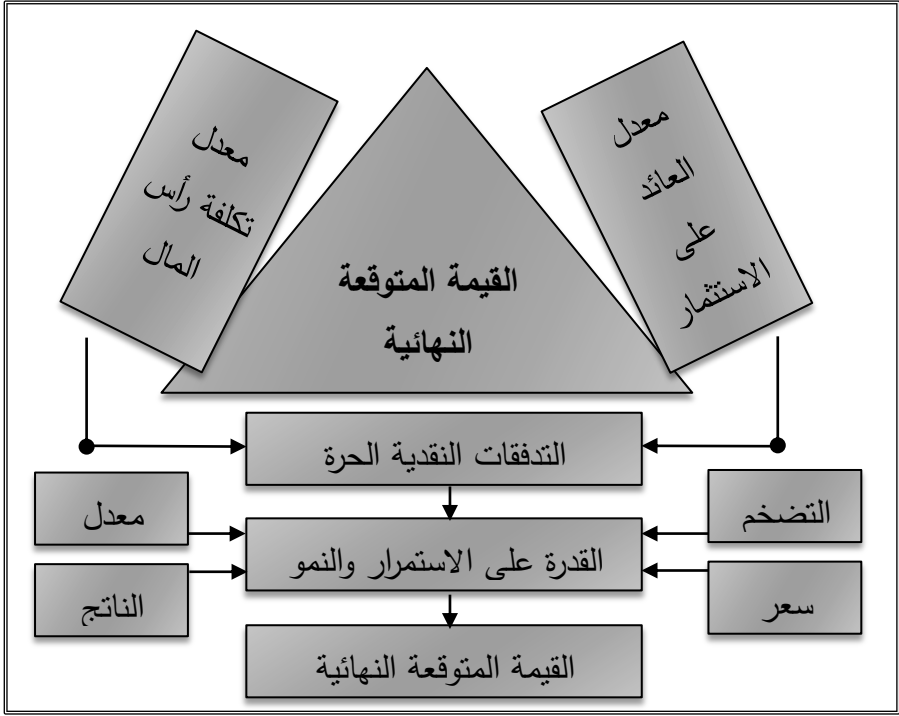 معدل
العائد
على
الاستثمار
معدل
تكلفة رأس
المال
القيمة المتوقعة
النهائية
التدفقات النقدية الحرة
التضخم
معدل
القدرة على الاستمرار والنمو
سعر
الناتج
القيمة المتوقعة النهائية